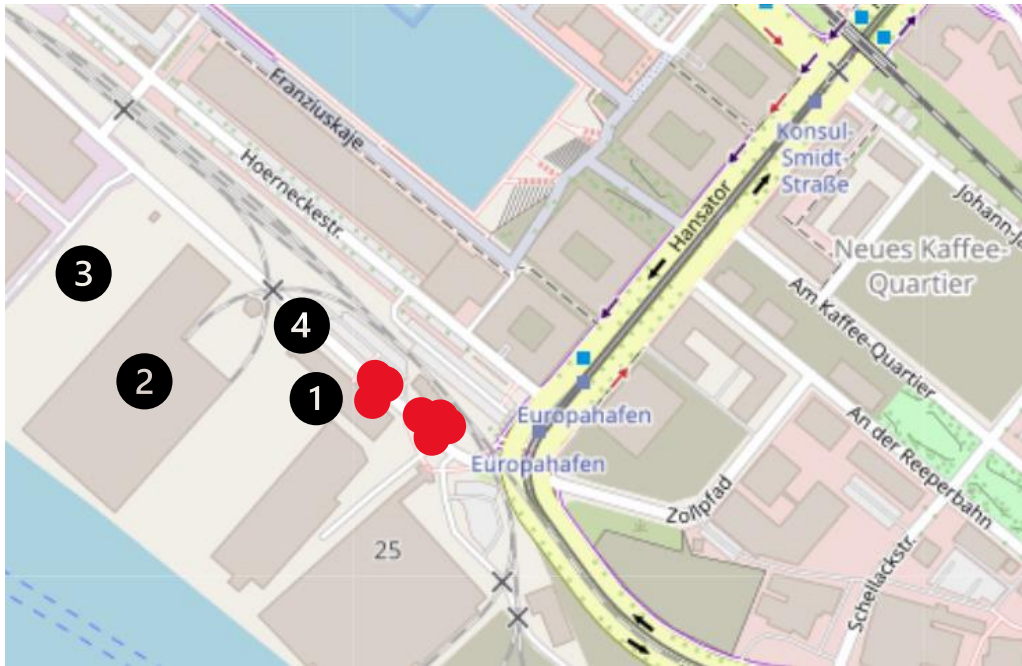 Franziuskaje
Hoerneckestr.
Konsul-
Smidt-
Straße
Hansator
Johann-Ja
Neues Kaffee-
Quartier
Am Kaffee-Quartier
3
4
2
1
Europahafen
Europahafen
An der Reeperbahn
Zollpfad
25
Schellackstr.